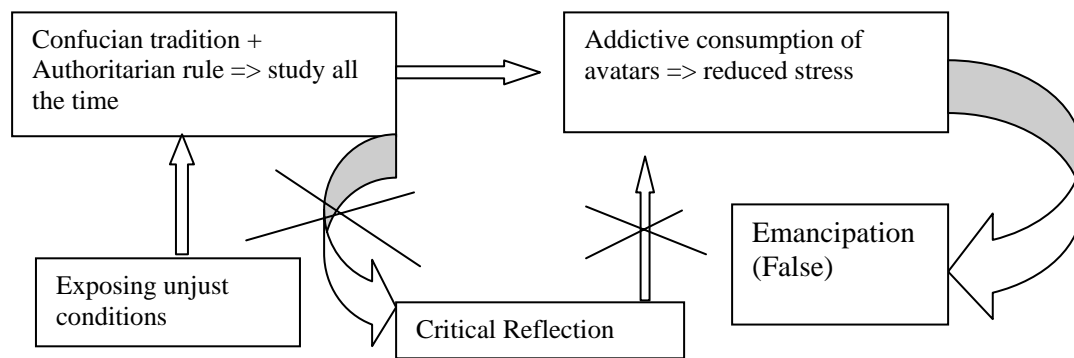 Confucian tradition +
Authoritarian rule => study all
the time
Addictive consumption of
avatars => reduced stress
Emancipation
(False)
Exposing unjust
conditions
Critical Reflection